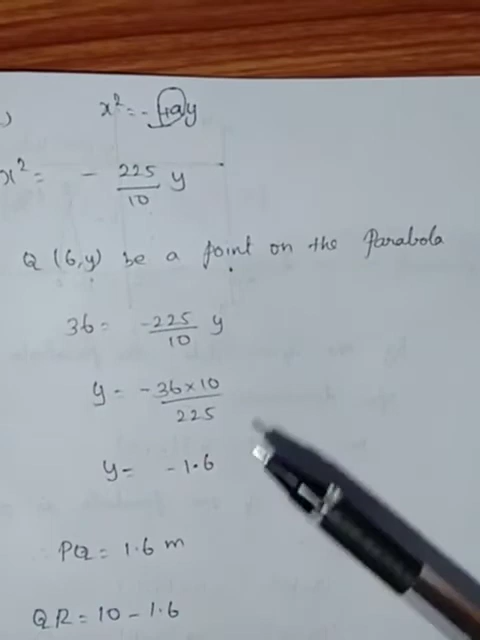 )
x² = - 4ay
x² = - 225/10 y
Q (6,y) be a point on the Parabola
36 = -225/10 y
y = -36×10/225
y = -1.6
PQ = 1.6 m
QR = 10 - 1.6